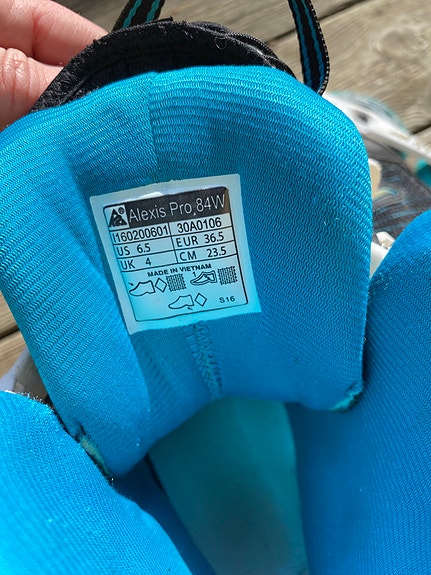 Alexis Pro,84W
I160200601 30A0106
US 6.5 EUR 36.5
UK 4 CM 23.5
MADE IN VIETNAM
S16